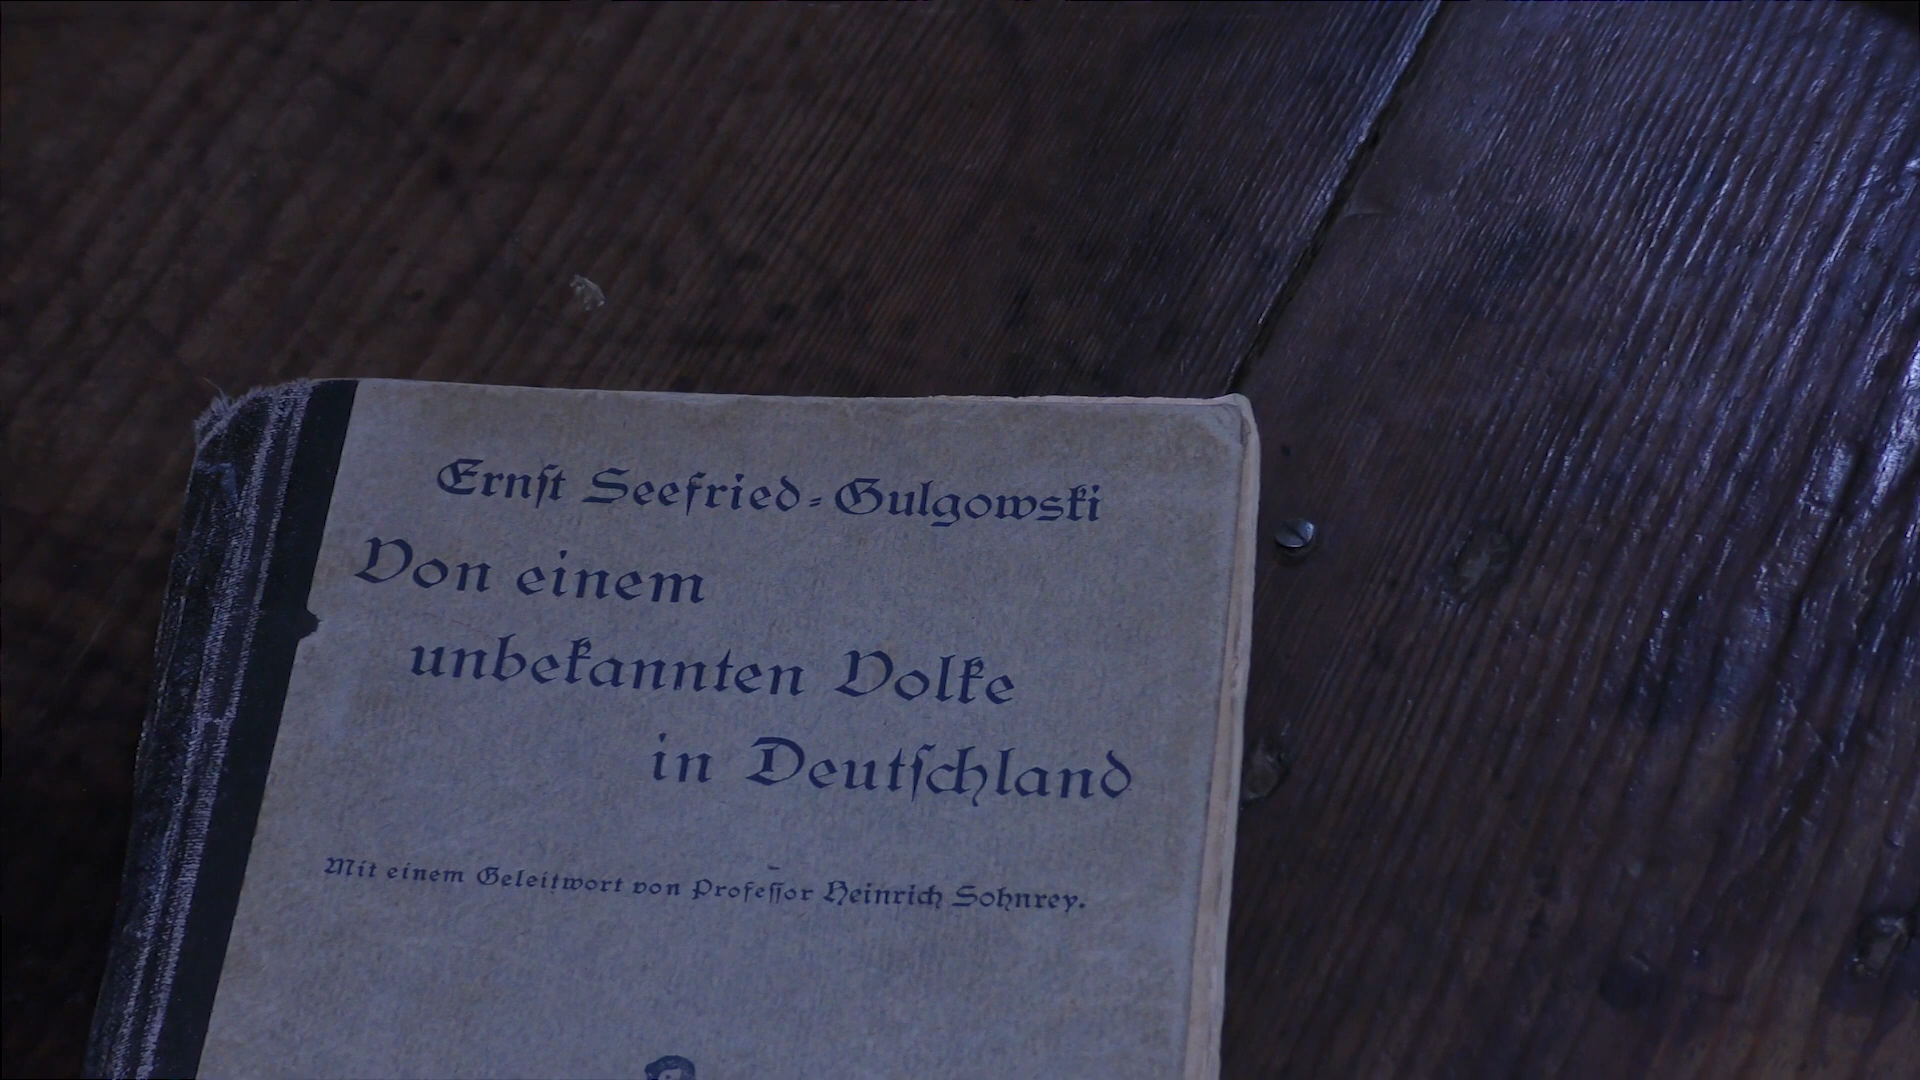 Ernſt Seefried-Gulgowski
Von einem
unbekannten Volke
in Deutſchland
Mit einem Geleitwort von Profeſſor Heinrich Sohnrey.